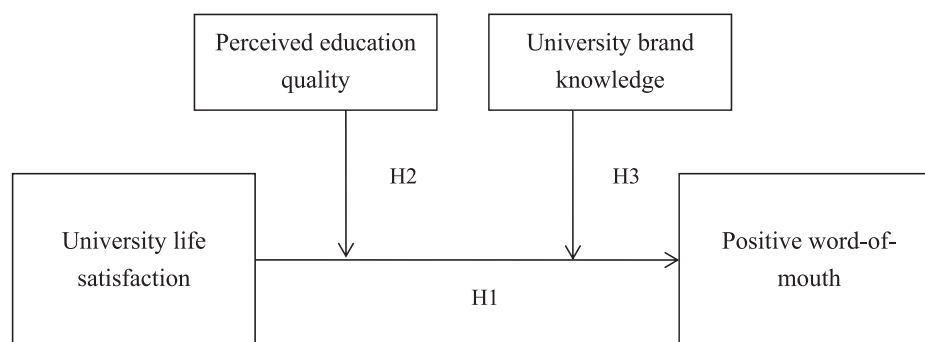 Perceived education
quality
University brand
knowledge
H2
H3
University life
satisfaction
Positive word-of-
mouth
H1